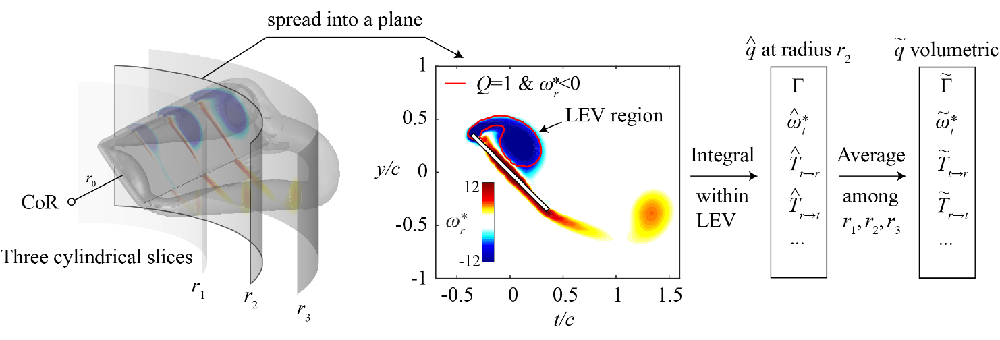 spread into a plane
r₀
CoR
Three cylindrical slices
r₁
r₂
r₃
1
0.5
0
-0.5
-1
y/c
Q=1 & ω*ᵣ<0
LEV region
12
ω*ᵣ
-12
-0.5
0
0.5
1
1.5
t/c
Integral
within
LEV
q̂ at radius r₂
Γ
ω̂*ₜ
T̂ₜ→ᵣ
T̂ᵣ→ₜ
...
Average
among
r₁, r₂, r₃
q̃ volumetric
Γ̃
ω̃*ₜ
T̃ₜ→ᵣ
T̃ᵣ→ₜ
...